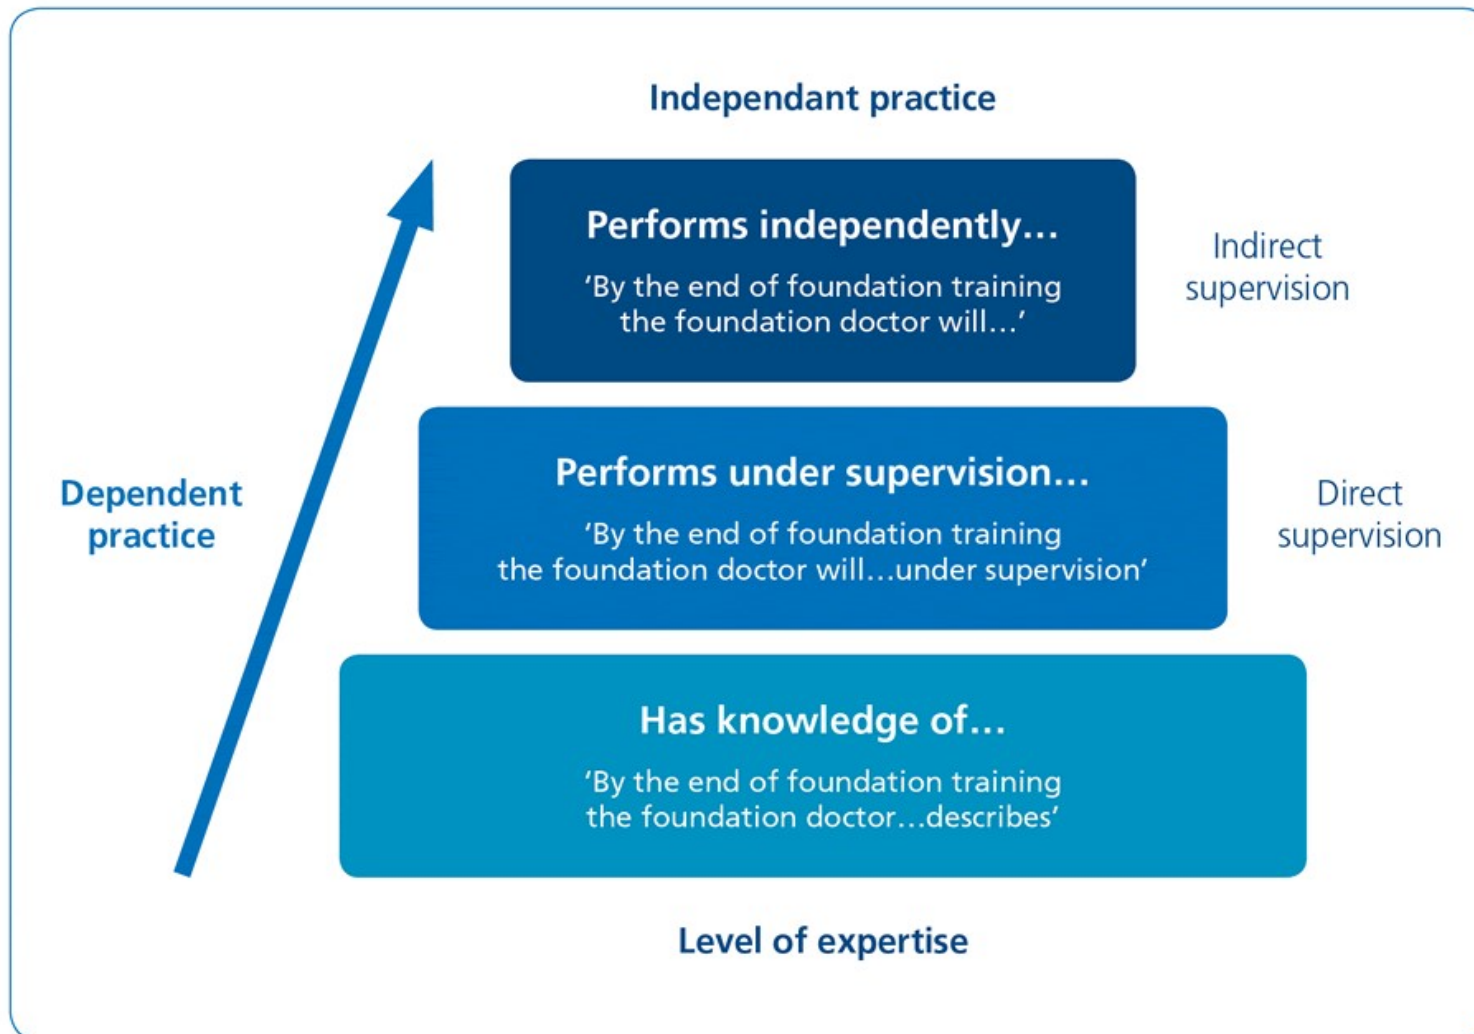 Independant practice
Performs independently…
‘By the end of foundation training
the foundation doctor will…’
Indirect
supervision
Performs under supervision…
‘By the end of foundation training
the foundation doctor will…under supervision’
Direct
supervision
Dependent
practice
Has knowledge of…
‘By the end of foundation training
the foundation doctor…describes’
Level of expertise